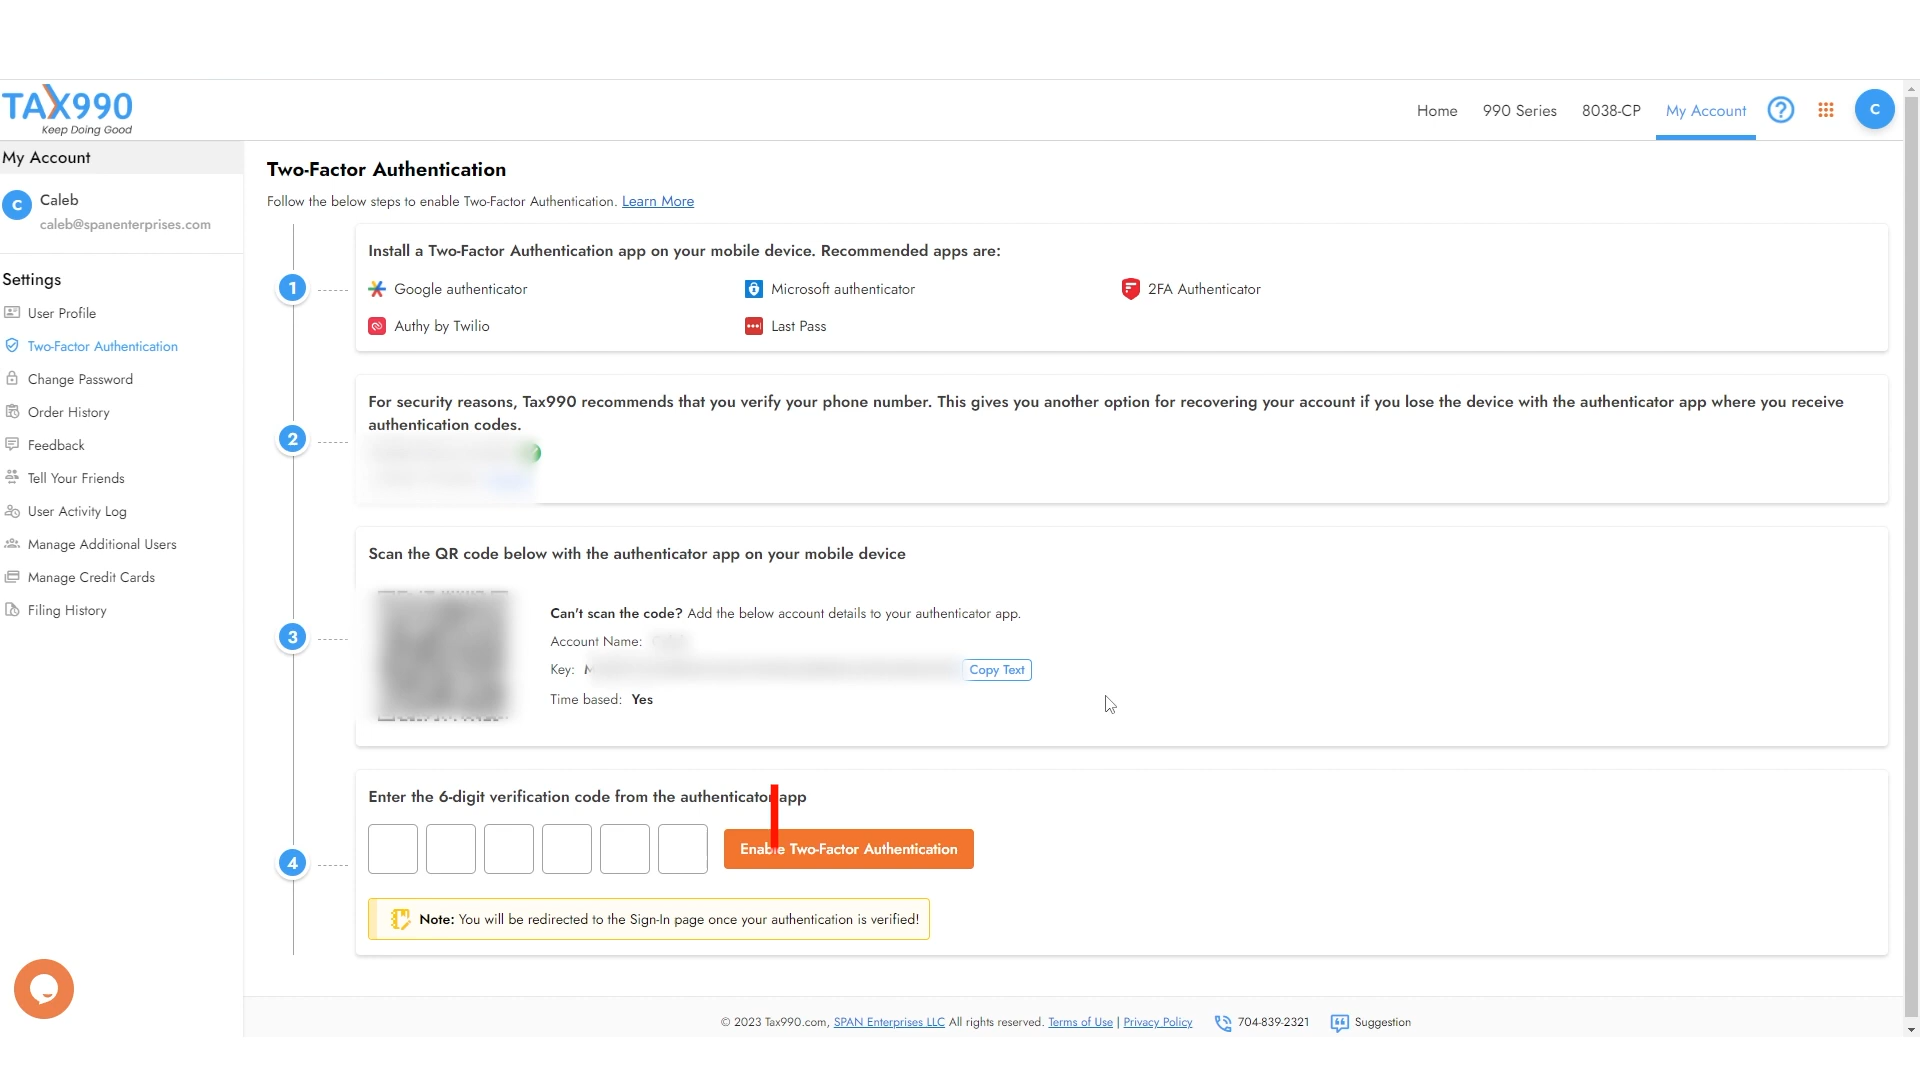 TAX990
Keep Doing Good
Home
990 Series
8038-CP
My Account
?
C
My Account
C
Caleb
caleb@spanenterprises.com
Settings
User Profile
Two-Factor Authentication
Change Password
Order History
Feedback
Tell Your Friends
User Activity Log
Manage Additional Users
Manage Credit Cards
Filing History
Two-Factor Authentication
Follow the below steps to enable Two-Factor Authentication. Learn More
1
Install a Two-Factor Authentication app on your mobile device. Recommended apps are:
Google authenticator
Microsoft authenticator
2FA Authenticator
Authy by Twilio
Last Pass
2
For security reasons, Tax990 recommends that you verify your phone number. This gives you another option for recovering your account if you lose the device with the authenticator app where you receive
authentication codes.
3
Scan the QR code below with the authenticator app on your mobile device
Can't scan the code? Add the below account details to your authenticator app.
Account Name:
Key:
Copy Text
Time based: Yes
4
Enter the 6-digit verification code from the authenticator app
Enable Two-Factor Authentication
Note: You will be redirected to the Sign-In page once your authentication is verified!
© 2023 Tax990.com, SPAN Enterprises LLC All rights reserved. Terms of Use | Privacy Policy
704-839-2321
Suggestion